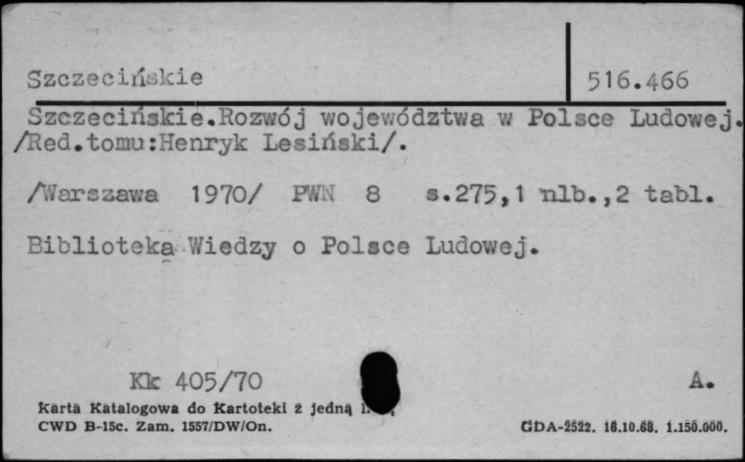 Szczecińskie
516.466
Szczecińskie.Rozwój województwa w Polsce Ludowej.
/Red.tomu:Henryk Lesiński/.
/Warszawa 1970/ PWN 8 s.275,1 nlb.,2 tabl.
Biblioteka Wiedzy o Polsce Ludowej.
Kk 405/70
A.
Karta Katalogowa do Kartoteki z jedną
CWD B-15c. Zam. 1557/DW/On.
GDA-2522. 16.10.68. 1.150.000.